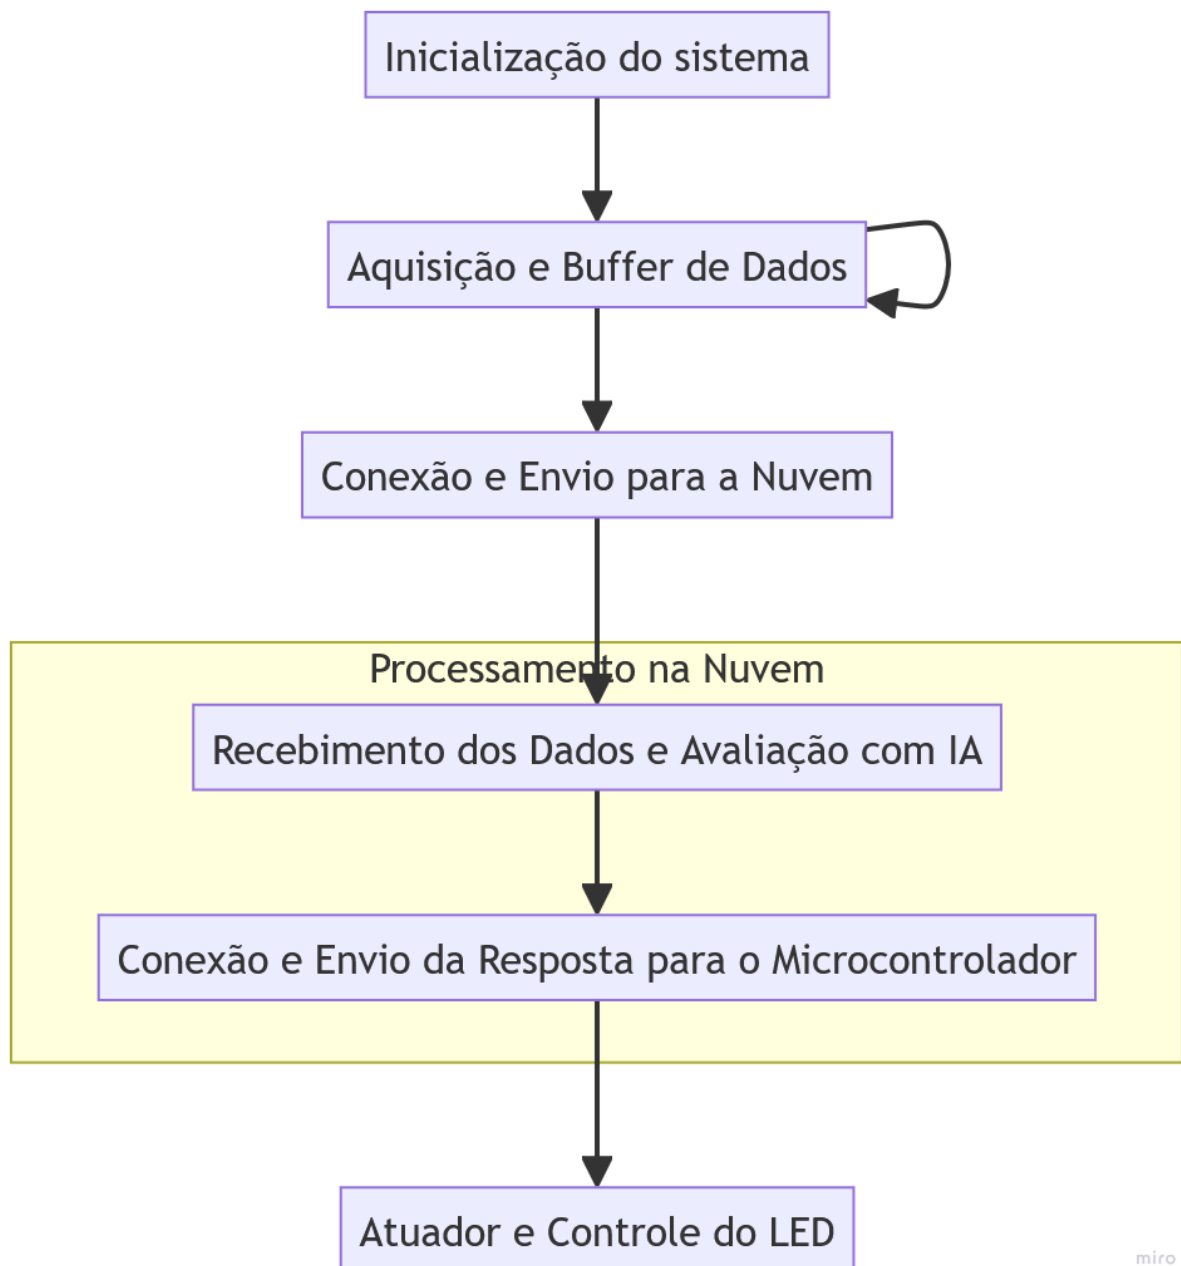 Inicialização do sistema
Aquisição e Buffer de Dados
Conexão e Envio para a Nuvem
Processamento na Nuvem
Recebimento dos Dados e Avaliação com IA
Conexão e Envio da Resposta para o Microcontrolador
Atuador e Controle do LED
miro